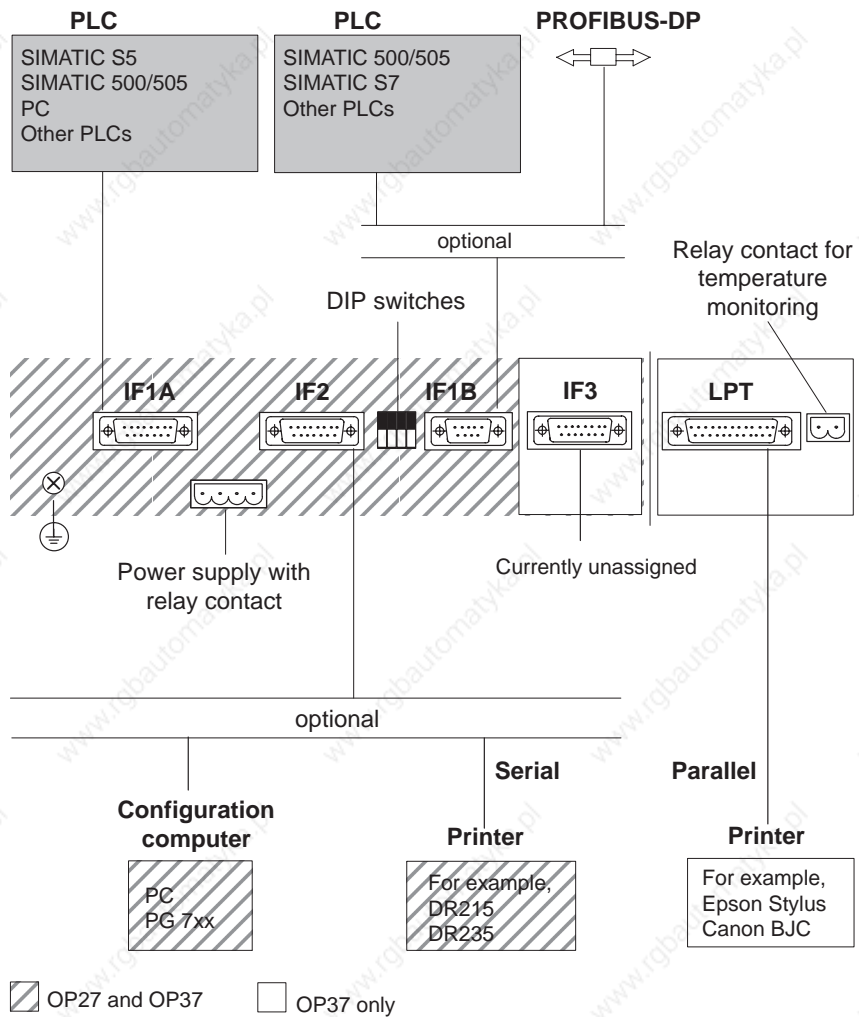 PLC
SIMATIC S5
SIMATIC 500/505
PC
Other PLCs
PLC
SIMATIC 500/505
SIMATIC S7
Other PLCs
PROFIBUS-DP
optional
DIP switches
Relay contact for
temperature
monitoring
IF1A
IF2
IF1B
IF3
LPT
Power supply with
relay contact
Currently unassigned
optional
Serial
Parallel
Configuration
computer
PC
PG 7xx
Printer
For example,
DR215
DR235
Printer
For example,
Epson Stylus
Canon BJC
OP27 and OP37
OP37 only
www.rgbautomatyka.pl